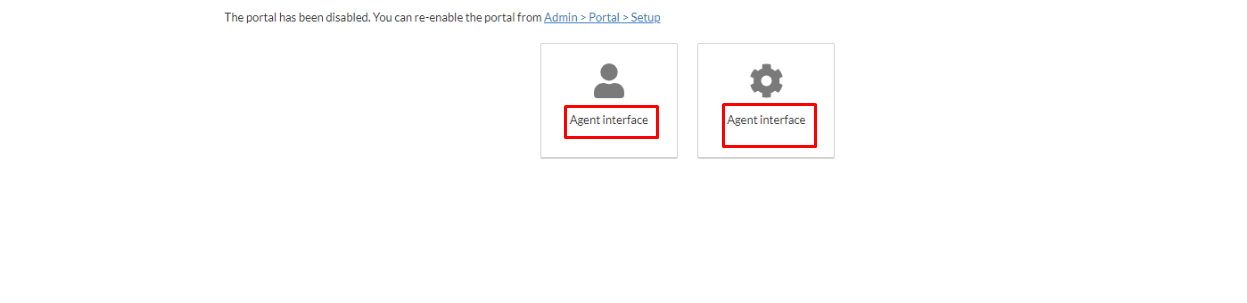 The portal has been disabled. You can re-enable the portal from Admin > Portal > Setup
Agent interface
Agent interface